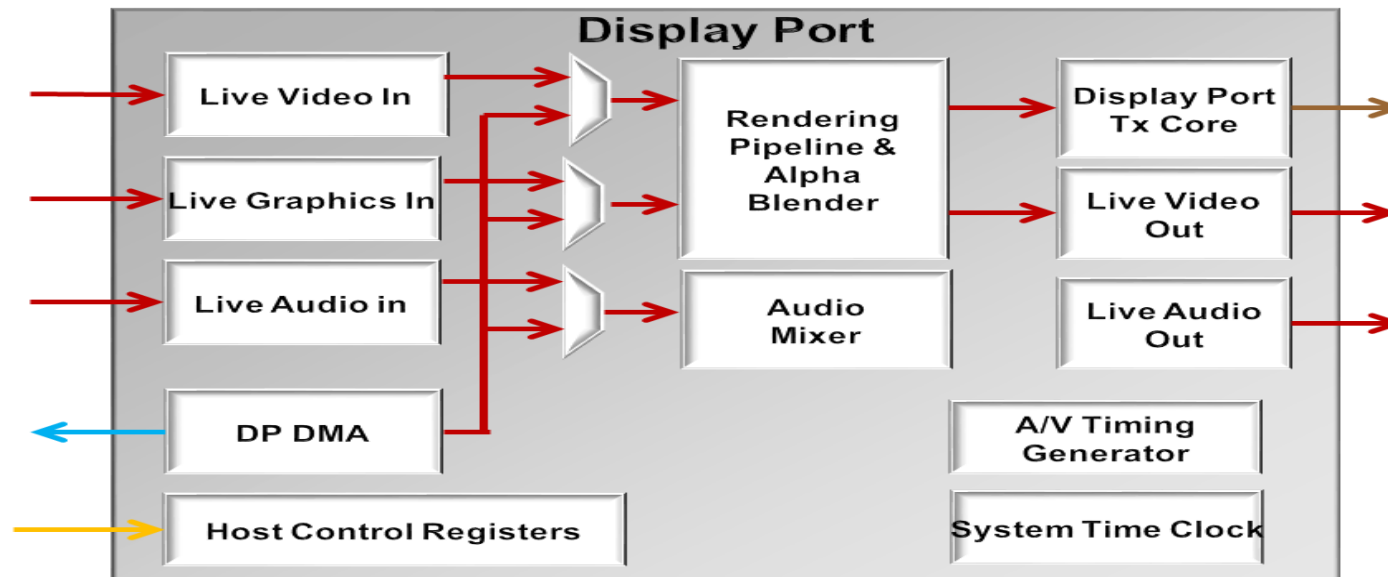 Display Port
Live Video In
Live Graphics In
Live Audio in
DP DMA
Host Control Registers
Rendering
Pipeline &
Alpha
Blender
Audio
Mixer
Display Port
Tx Core
Live Video
Out
Live Audio
Out
A/V Timing
Generator
System Time Clock